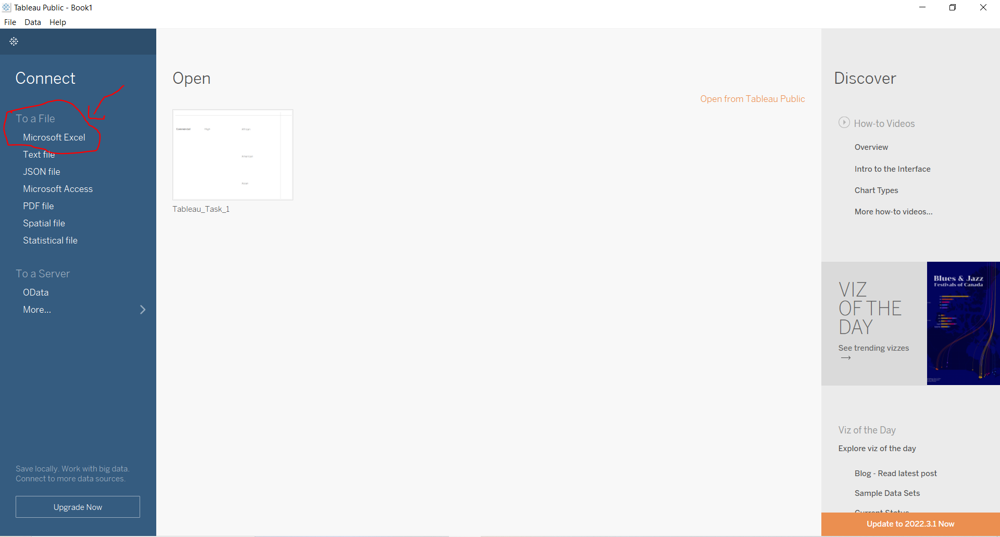 Tableau Public - Book1
File Data Help
Connect
To a File
Microsoft Excel
Text file
JSON file
Microsoft Access
PDF file
Spatial file
Statistical file
To a Server
OData
More...
Save locally. Work with big data.
Connect to more data sources.
Upgrade Now
Open
Open from Tableau Public
Commercial High African
American
Asian
Tableau_Task_1
Discover
How-to Videos
Overview
Intro to the Interface
Chart Types
More how-to videos...
VIZ
OF THE
DAY
See trending vizzes
Blues & Jazz
Festivals of Canada
Viz of the Day
Explore viz of the day
Blog - Read latest post
Sample Data Sets
Current Status
Update to 2022.3.1 Now